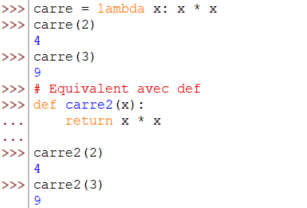 >>> carre = lambda x: x * x
>>> carre(2)
4
>>> carre(3)
9
>>> # Equivalent avec def
>>> def carre2(x):
...     return x * x
...
>>> carre2(2)
4
>>> carre2(3)
9